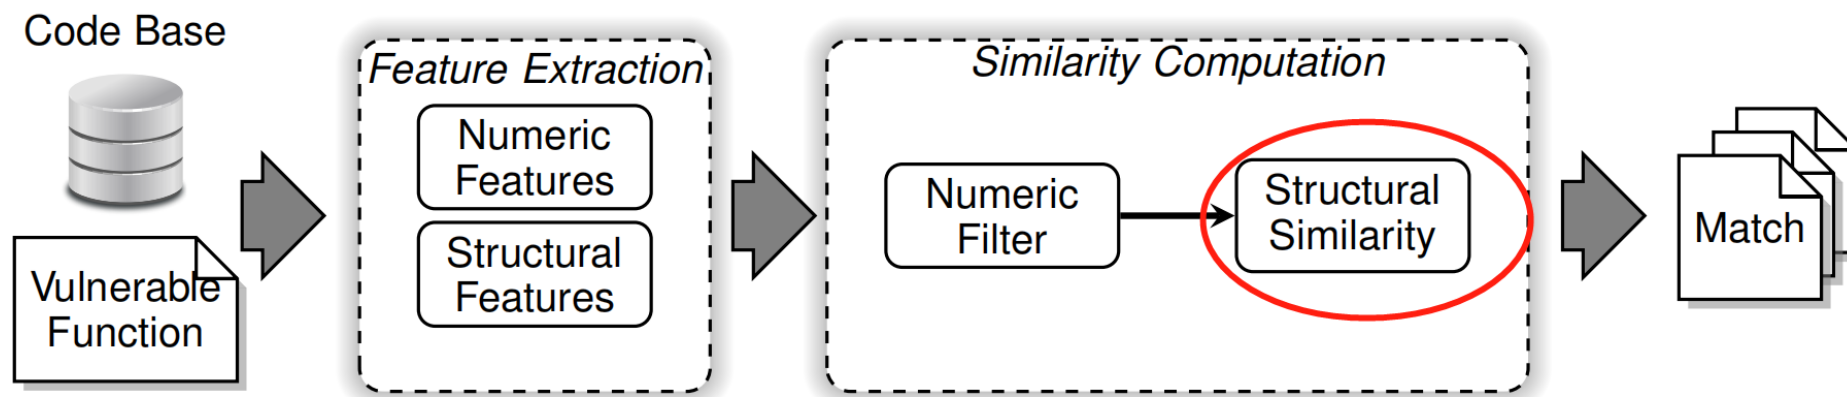 Code Base
Vulnerable
Function
Feature Extraction
Numeric
Features
Structural
Features
Similarity Computation
Numeric
Filter
Structural
Similarity
Match